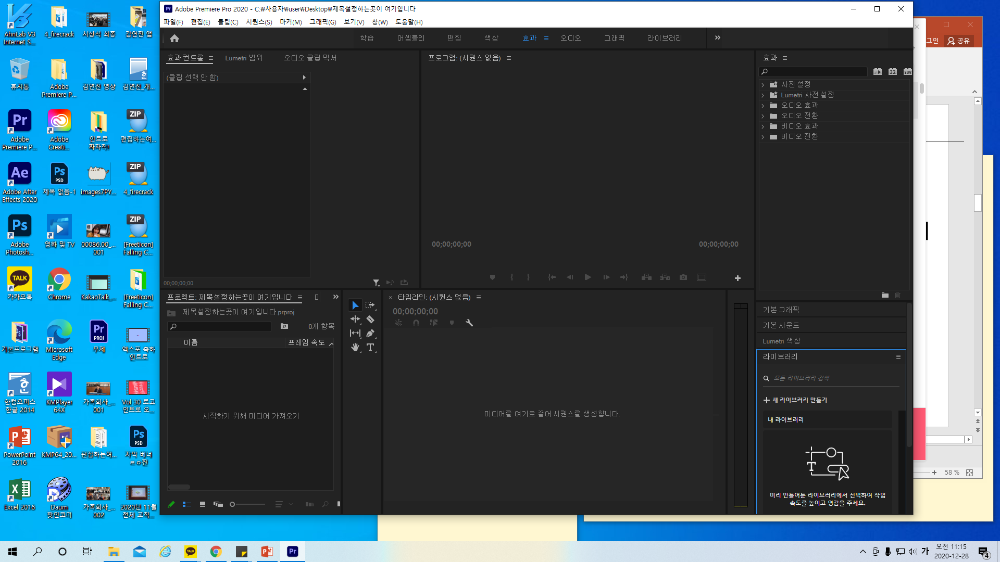 AhnLab V3
Internet S...
4_firecrack
시상식 최종
김연진 앱
휴지통
Adobe
Premiere P...
김연진 영상
김연진_개...
Adobe
Premiere P...
Adobe
Creati...
인트로
짜자작!
편집하는여...
Adobe After
Effects 2020
제목 없음-1
images7PY...
4_firecrack
Adobe
Photosh...
영화 및 TV
00086.00_...
001
[Freeticon]
Falling C...
카카오톡
Chrome
KakaoTalk_...
[Freeticon]
Falling C...
기본프로그램
Microsoft
Edge
무제
엑스포 축하
인트로
한컴오피스
한글 2014
KMPlayer
64X
가족회사_...
001
Vol 30 로고
인트로 오...
PowerPoint
2016
KMP64_20...
편집하는여...
자막 베너
ㄹㅇ찐
Excel 2016
Daum
팟인코더
가족회사_...
002
2020년 11월
전체 교직...
Adobe Premiere Pro 2020 - C:₩사용자₩user₩Desktop₩제목설정하는곳이 여기입니다
파일(F) 편집(E) 클립(C) 시퀀스(S) 마커(M) 그래픽(G) 보기(V) 창(W) 도움말(H)
학습 어셈블리 편집 색상 효과 오디오 그래픽 라이브러리
효과 컨트롤 Lumetri 범위 오디오 클립 믹서
(클립 선택 안 함)
00;00;00;00
프로그램: (시퀀스 없음)
00;00;00;00 00;00;00;00
효과
32 YUV
사전 설정
Lumetri 사전 설정
오디오 효과
오디오 전환
비디오 효과
비디오 전환
프로젝트: 제목설정하는곳이 여기입니다
제목설정하는곳이 여기입니다.prproj
0개 항목
이름 프레임 속도
시작하기 위해 미디어 가져오기
타임라인: (시퀀스 없음)
00;00;00;00
미디어를 여기로 끌어 시퀀스를 생성합니다.
기본 그래픽
기본 사운드
Lumetri 색상
라이브러리
모든 라이브러리 검색
새 라이브러리 만들기
내 라이브러리
미리 만들어둔 라이브러리에서 선택하여 작업
속도를 높이고 영감을 주세요.
그인 공유
58 %
가
오전 11:15
2020-12-28
4